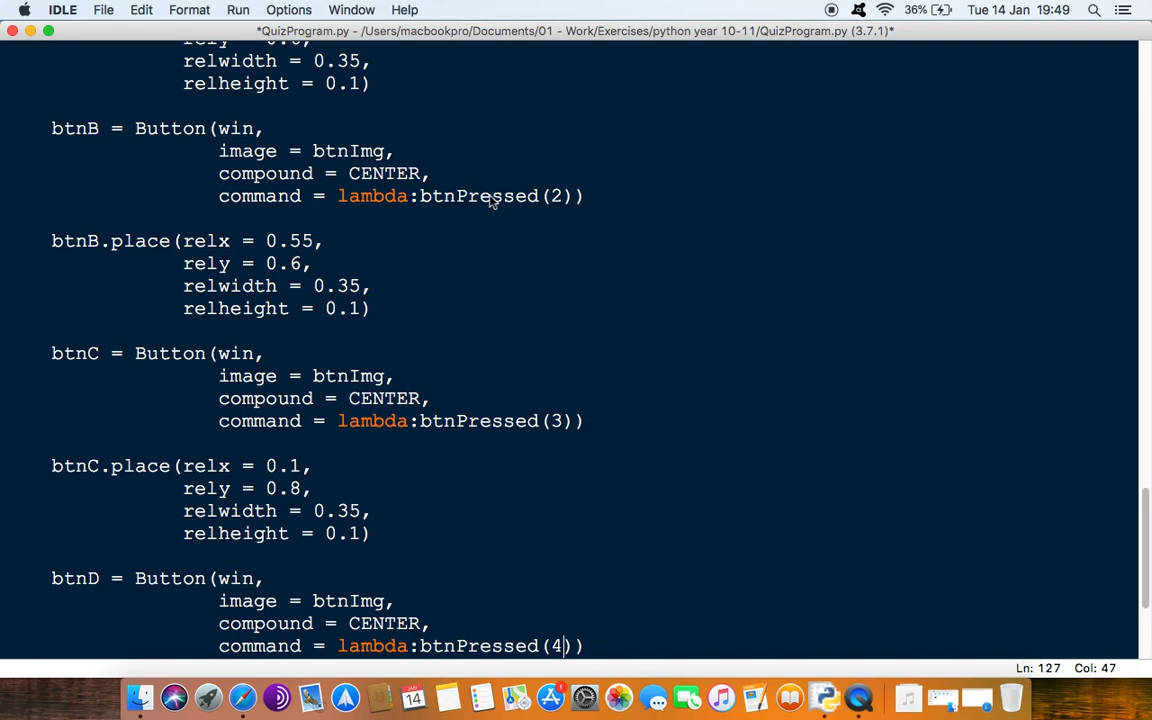 IDLE File Edit Format Run Options Window Help 36% Tue 14 Jan 19:49
*QuizProgram.py - /Users/macbookpro/Documents/01 - Work/Exercises/python year 10-11/QuizProgram.py (3.7.1)*
relwidth = 0.35,
relheight = 0.1)
btnB = Button(win,
image = btnImg,
compound = CENTER,
command = lambda:btnPressed(2))
btnB.place(relx = 0.55,
rely = 0.6,
relwidth = 0.35,
relheight = 0.1)
btnC = Button(win,
image = btnImg,
compound = CENTER,
command = lambda:btnPressed(3))
btnC.place(relx = 0.1,
rely = 0.8,
relwidth = 0.35,
relheight = 0.1)
btnD = Button(win,
image = btnImg,
compound = CENTER,
command = lambda:btnPressed(4))
Ln: 127 Col: 47